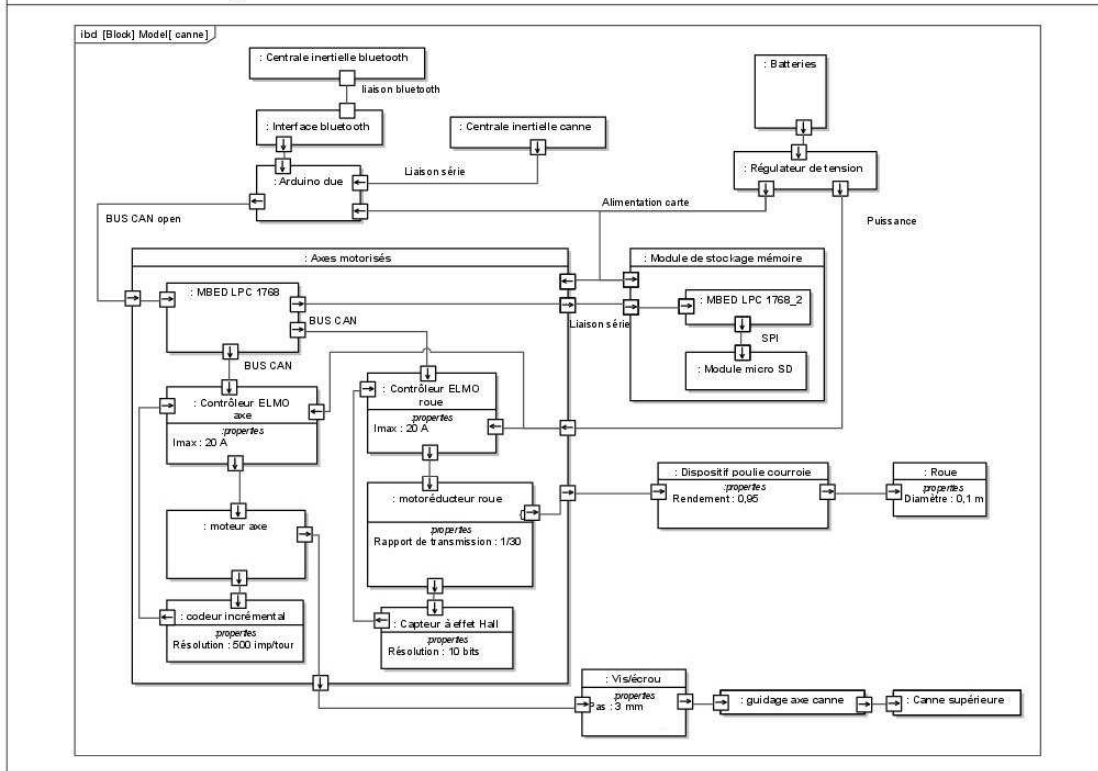 ibd [Block] Model[ canne]
: Centrale inertielle bluetooth
liaison bluetooth
: Interface bluetooth
: Centrale inertielle canne
: Batteries
: Arduino due
Liaison série
: Régulateur de tension
BUS CAN open
Alimentation carte
Puissance
: Axes motorisés
: Module de stockage mémoire
: MBED LPC 1768
BUS CAN
Liaison série
: MBED LPC 1768_2
SPI
: Module micro SD
BUS CAN
: Contrôleur ELMO
axe
:properties
Imax : 20 A
: Contrôleur ELMO
roue
:properties
Imax : 20 A
: moteur axe
: motoréducteur roue
:properties
Rapport de transmission : 1/30
: Dispositif poulie courroie
:properties
Rendement : 0,95
: Roue
:properties
Diamètre : 0,1 m
: codeur incrémental
:properties
Résolution : 500 imp/tour
: Capteur à effet Hall
:properties
Résolution : 10 bits
: Vis/écrou
:properties
Pas : 3 mm
: guidage axe canne
: Canne supérieure